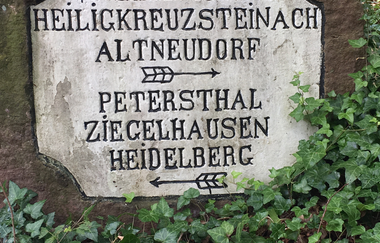 HEILIGKREUZSTEINACH
ALTNEUDORF
PETERSTHAL
ZIEGELHAUSEN
HEIDELBERG